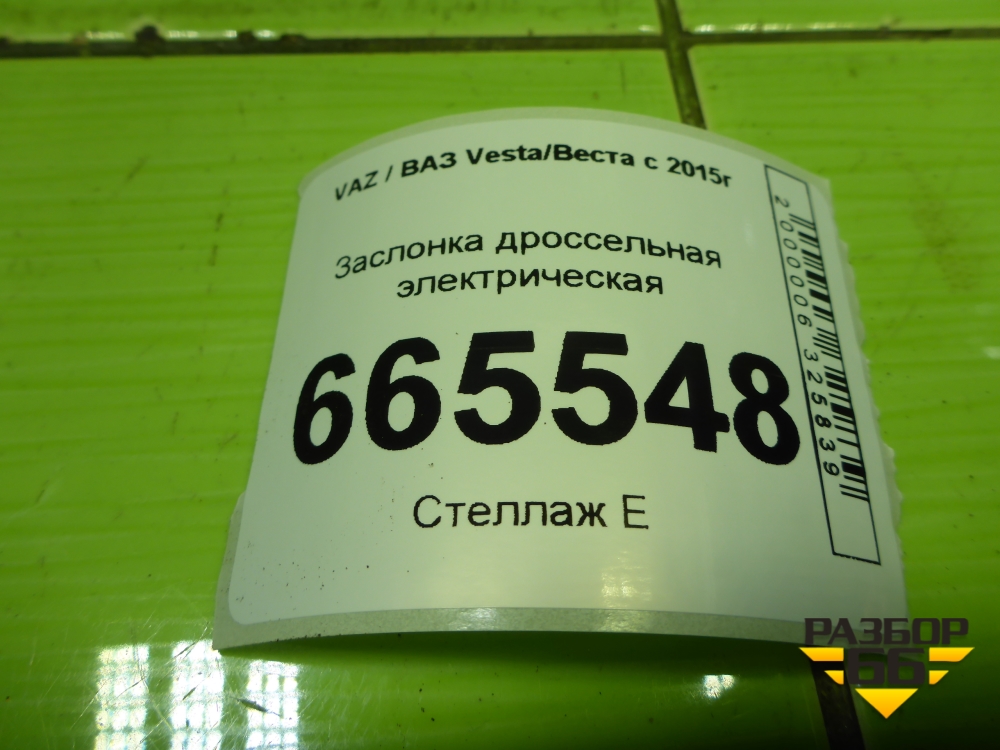 VAZ / ВАЗ Vesta/Веста с 2015г
Заслонка дроссельная
электрическая
665548
Стеллаж Е
2000006325839
РАЗБОР
66